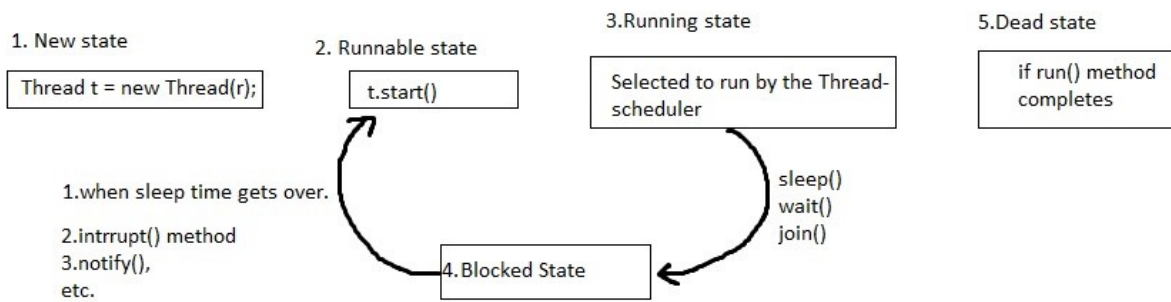 1. New state
Thread t = new Thread(r);
2. Runnable state
t.start()
3.Running state
Selected to run by the Thread-
scheduler
5.Dead state
if run() method
completes
sleep()
wait()
join()
1.when sleep time gets over.
2.intrrupt() method
3.notify(),
etc.
4.Blocked State